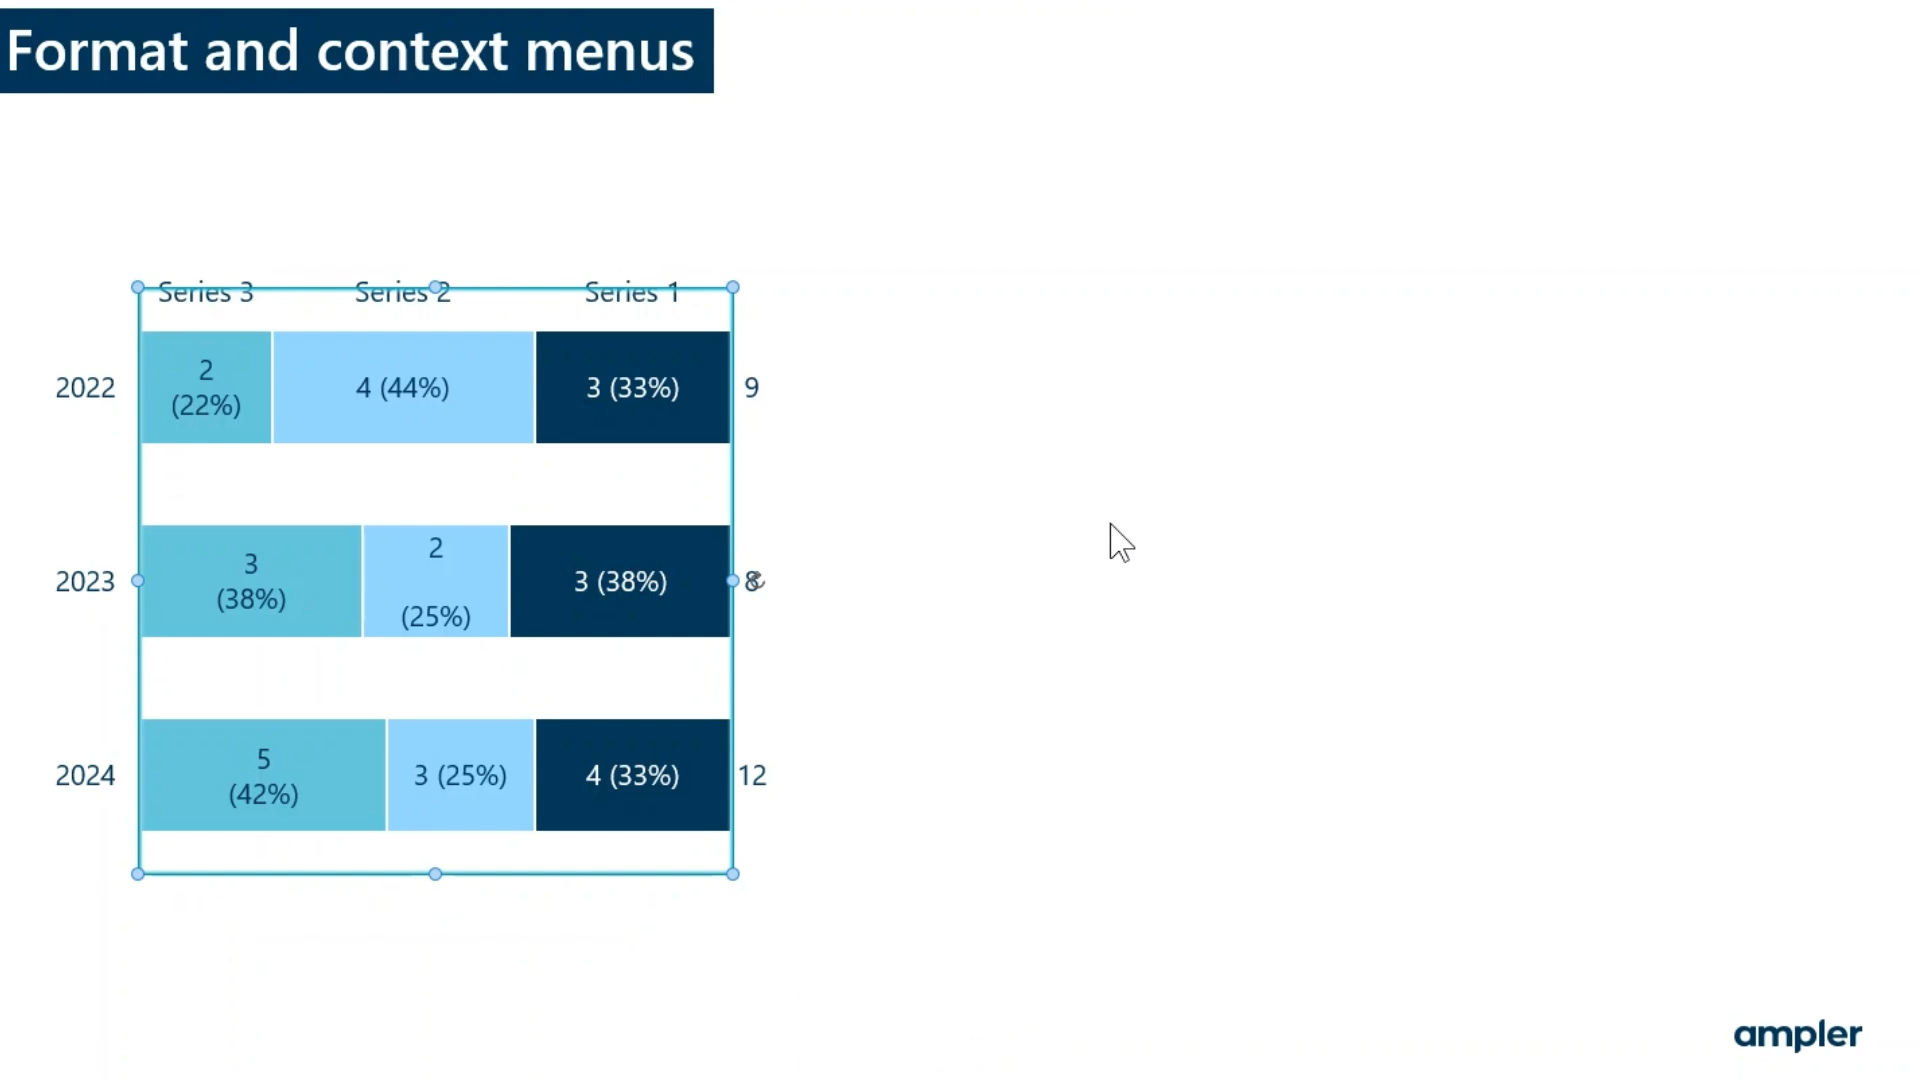 Format and context menus
Series 3 Series 2 Series 1
2022 2 (22%) 4 (44%) 3 (33%) 9
2023 3 (38%) 2 (25%) 3 (38%) 8
2024 5 (42%) 3 (25%) 4 (33%) 12
ampler